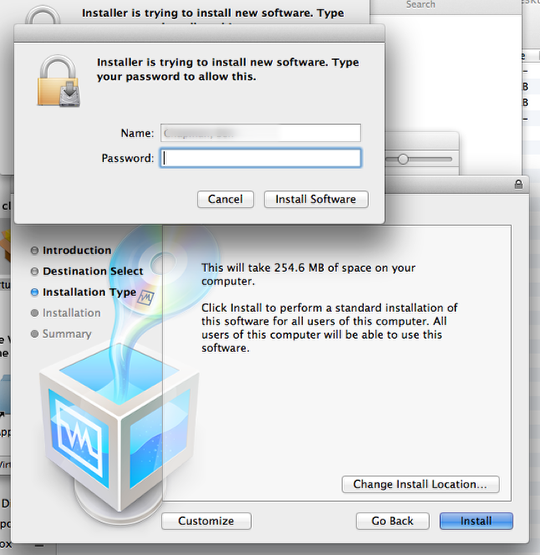 Installer is trying to install new software. Type
Search
Installer is trying to install new software. Type
your password to allow this.
Name:
Password:
Cancel
Install Software
Introduction
Destination Select
Installation Type
Installation
Summary
This will take 254.6 MB of space on your
computer.
Click Install to perform a standard installation of
this software for all users of this computer. All
users of this computer will be able to use this
software.
Change Install Location...
Customize
Go Back
Install